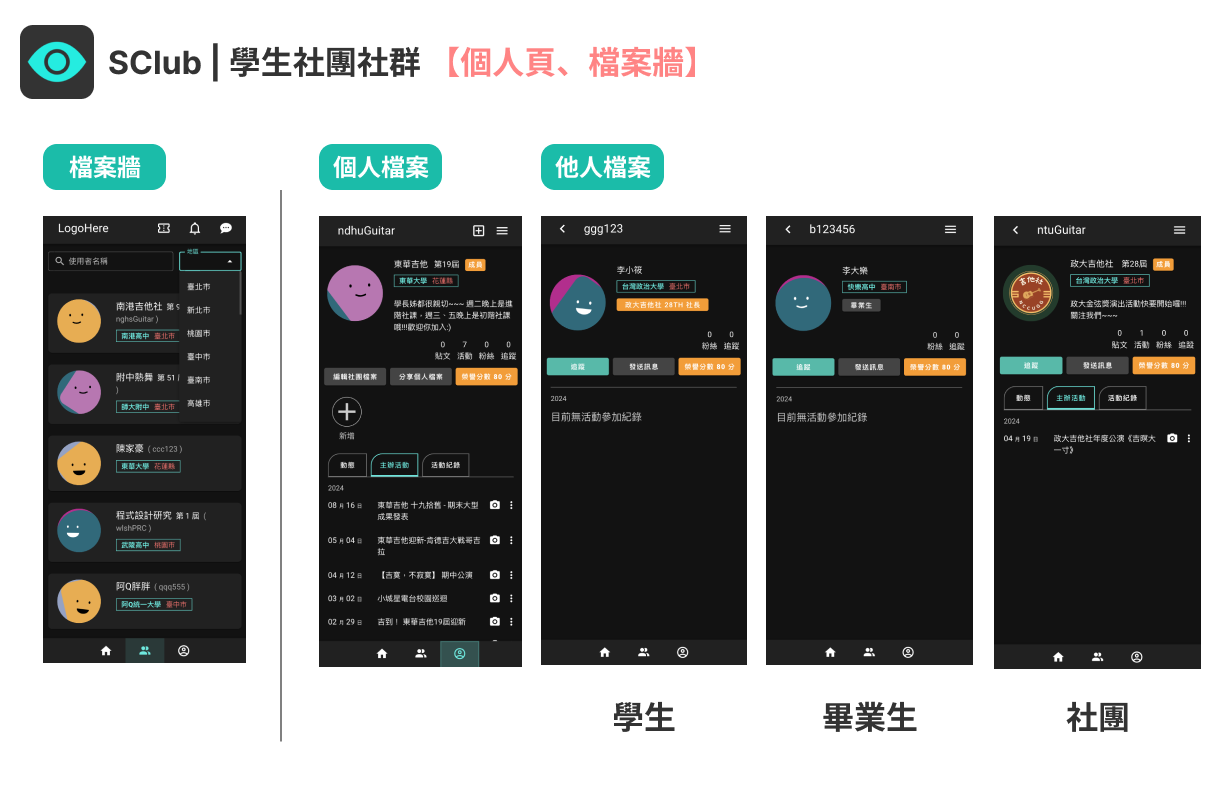 SClub | 學生社團社群 【個人頁、檔案牆】
檔案牆
LogoHere
使用者名稱
地區
臺北市
新北市
桃園市
臺中市
臺南市
高雄市
南港吉他社 第 9
nghsGuitar )
南港高中 臺北市
附中熱舞 第 51
)
師大附中 臺北市
陳家豪 ( ccc123 )
東華大學 花蓮縣
程式設計研究 第 1 屆 (
wlshPRC )
武陵高中 桃園市
阿Q胖胖 ( qqq555 )
阿Q統一大學 臺中市
個人檔案
ndhuGuitar
東華吉他 第19屆 成員
東華大學 花蓮縣
學長姊都很親切~~~ 週二晚上是進
階社課，週三、五晚上是初階社課
哦!!!歡迎你加入:)
0 7 0 0
貼文 活動 粉絲 追蹤
編輯社團檔案 分享個人檔案 榮譽分數 80 分
新增
動態 主辦活動 活動紀錄
2024
08 月 16 日 東華吉他 十九拾舊 - 期末大型
成果發表
05 月 04 日 東華吉他迎新-肯德吉大戰哥吉
拉
04 月 12 日 【吉寞，不寂寞】 期中公演
03 月 02 日 小城星電台校園巡迴
02 月 29 日 吉到！ 東華吉他19屆迎新
他人檔案
ggg123
李小筱
台灣政治大學 臺北市
政大吉他社 28TH 社長
0 0
粉絲 追蹤
追蹤 發送訊息 榮譽分數 80 分
2024
目前無活動參加紀錄
學生
b123456
李大樂
快樂高中 臺南市
畢業生
0 0
粉絲 追蹤
追蹤 發送訊息 榮譽分數 80 分
2024
目前無活動參加紀錄
畢業生
ntuGuitar
吉他社
NCCUGC
政大吉他社 第28屆 成員
台灣政治大學 臺北市
政大金弦獎演出活動快要開始囉!!!
關注我們~~~
0 1 0 0
貼文 活動 粉絲 追蹤
追蹤 發送訊息 榮譽分數 80 分
動態 主辦活動 活動紀錄
2024
04 月 19 日 政大吉他社年度公演《吉暝大
一寸》
社團